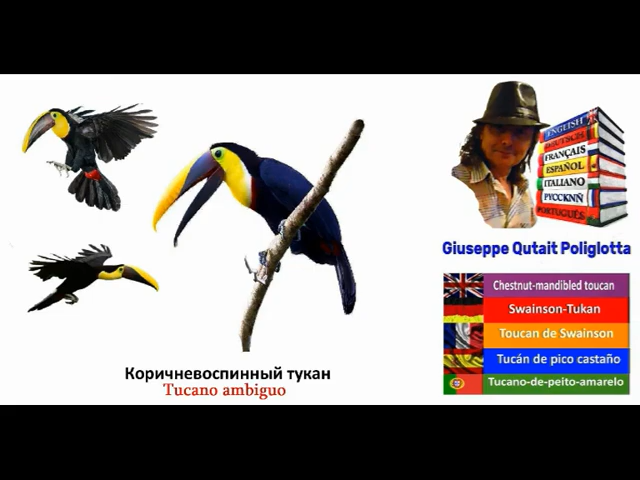 ENGLISH
DEUTSCH
FRANÇAIS
ESPAÑOL
ITALIANO
PORTUGUÊS
Giuseppe Qutait Poliglotta
Chestnut-mandibled toucan
Swainson-Tukan
Toucan de Swainson
Tucán de pico castaño
Tucano-de-peito-amarelo
Коричневоспинный тукан
Tucano ambiguo